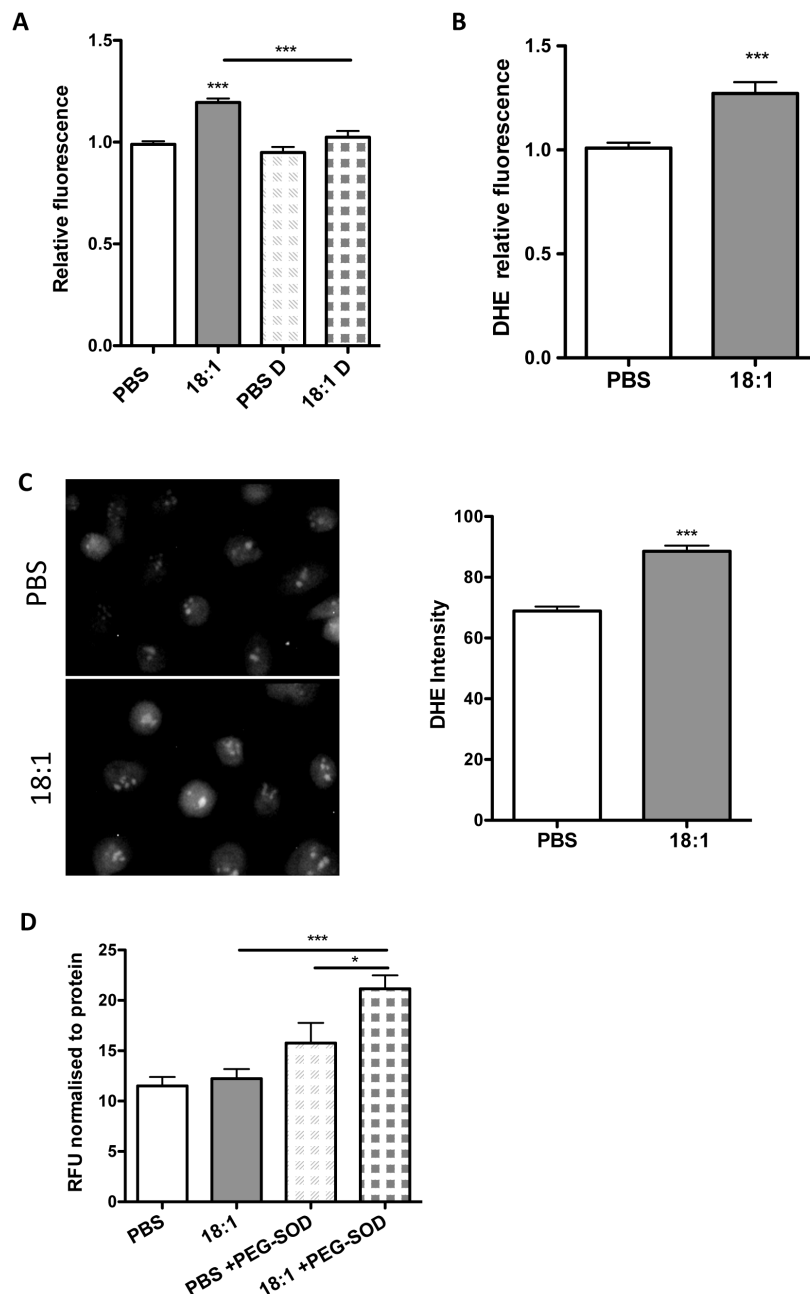 A
Relative fluorescence
1.5
1.0
0.5
0.0
***
***
PBS
18:1
PBS D
18:1 D
B
DHE relative fluorescence
1.5
1.0
0.5
0.0
***
PBS
18:1
C
PBS
18:1
DHE Intensity
100
80
60
40
20
0
***
PBS
18:1
D
RFU normalised to protein
25
20
15
10
5
0
***
*
PBS
18:1
PBS +PEG-SOD
18:1 +PEG-SOD